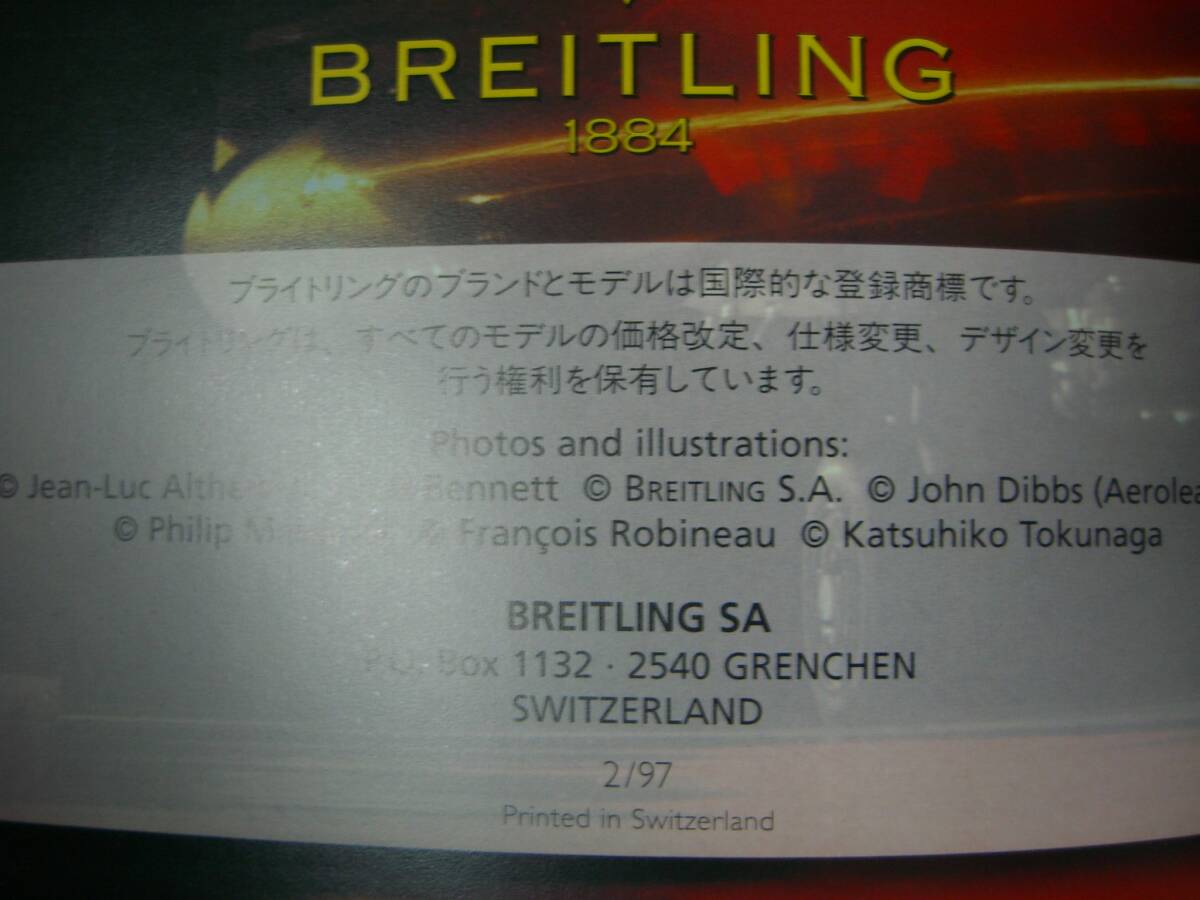 BREITLING
1884
ブライトリングのブランドとモデルは国際的な登録商標です。
ブライトリングは、すべてのモデルの価格改定、仕様変更、デザイン変更を
行う権利を保有しています。
Photos and illustrations:
© Jean-Luc Bennett © BREITLING S.A. © John Dibbs
© Philip & François Robineau © Katsuhiko Tokunaga
BREITLING SA
P.O. Box 1132 · 2540 GRENCHEN
SWITZERLAND
2/97
Printed in Switzerland